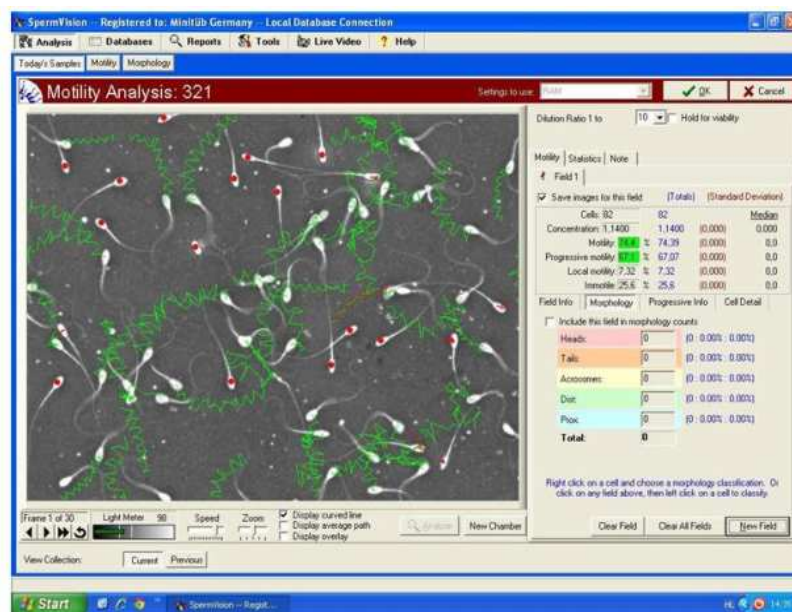 SpermVision -- Registered to: Minitüb Germany -- Local Database Connection
Analysis Databases Reports Tools Live Video ? Help
Today's Samples Motility Morphology
Motility Analysis: 321 Settings to use: OK Cancel
Dilution Ratio 1 to 10 Hold for viability
Motility Statistics Note
Field 1
Save images for this field (Totals) (Standard Deviation)
Cells: 82 82 Median
Concentration: 1,1400 1,1400 (0,000) 0.000
Motility: 74,4 % 74,39 (0,000) 0,0
Progressive motility: 67,1 % 67,07 (0,000) 0,0
Local motility: 7,32 % 7,32 (0,000) 0,0
Immotile: 25,6 % 25,6 (0,000) 0,0
Field Info Morphology Progressive Info Cell Detail
Include this field in morphology counts
Heads: 0 (0 : 0.00% : 0.00%)
Tails: 0 (0 : 0.00% : 0.00%)
Acrosomes: 0 (0 : 0.00% : 0.00%)
Dist: 0 (0 : 0.00% : 0.00%)
Prox: 0 (0 : 0.00% : 0.00%)
Total: 0
Right click on a cell and choose a morphology classification. Or
click on any field above, then left click on a cell to classify.
Frame 1 of 30 Light Meter 90 Speed Zoom
Display curved line
Display average path
Display overlay
Analyze New Chamber Clear Field Clear All Fields New Field
View Collection: Current Previous
Start SpermVision -- Regist... NL